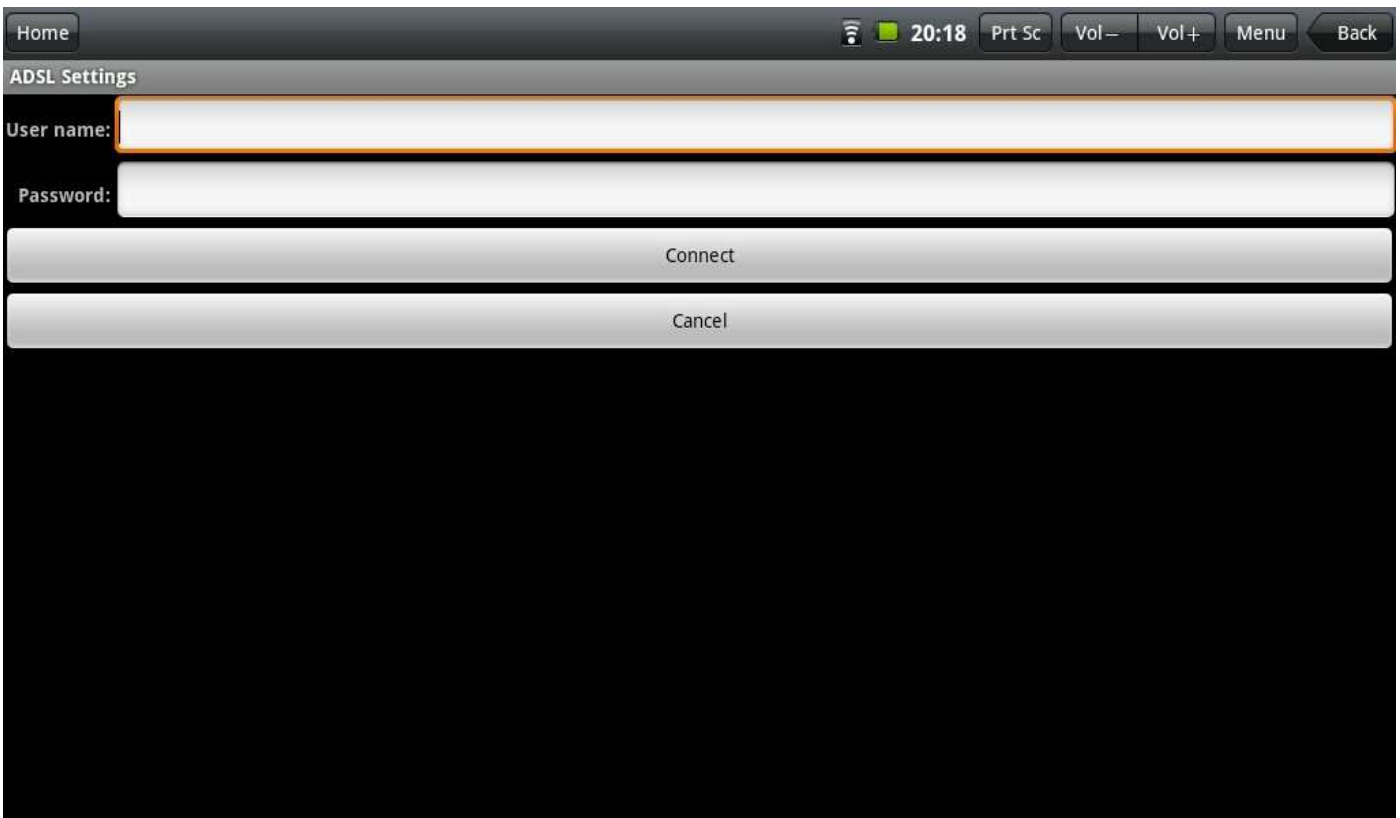 Home 20:18 Prt Sc Vol− Vol+ Menu Back
ADSL Settings
User name:
Password:
Connect
Cancel